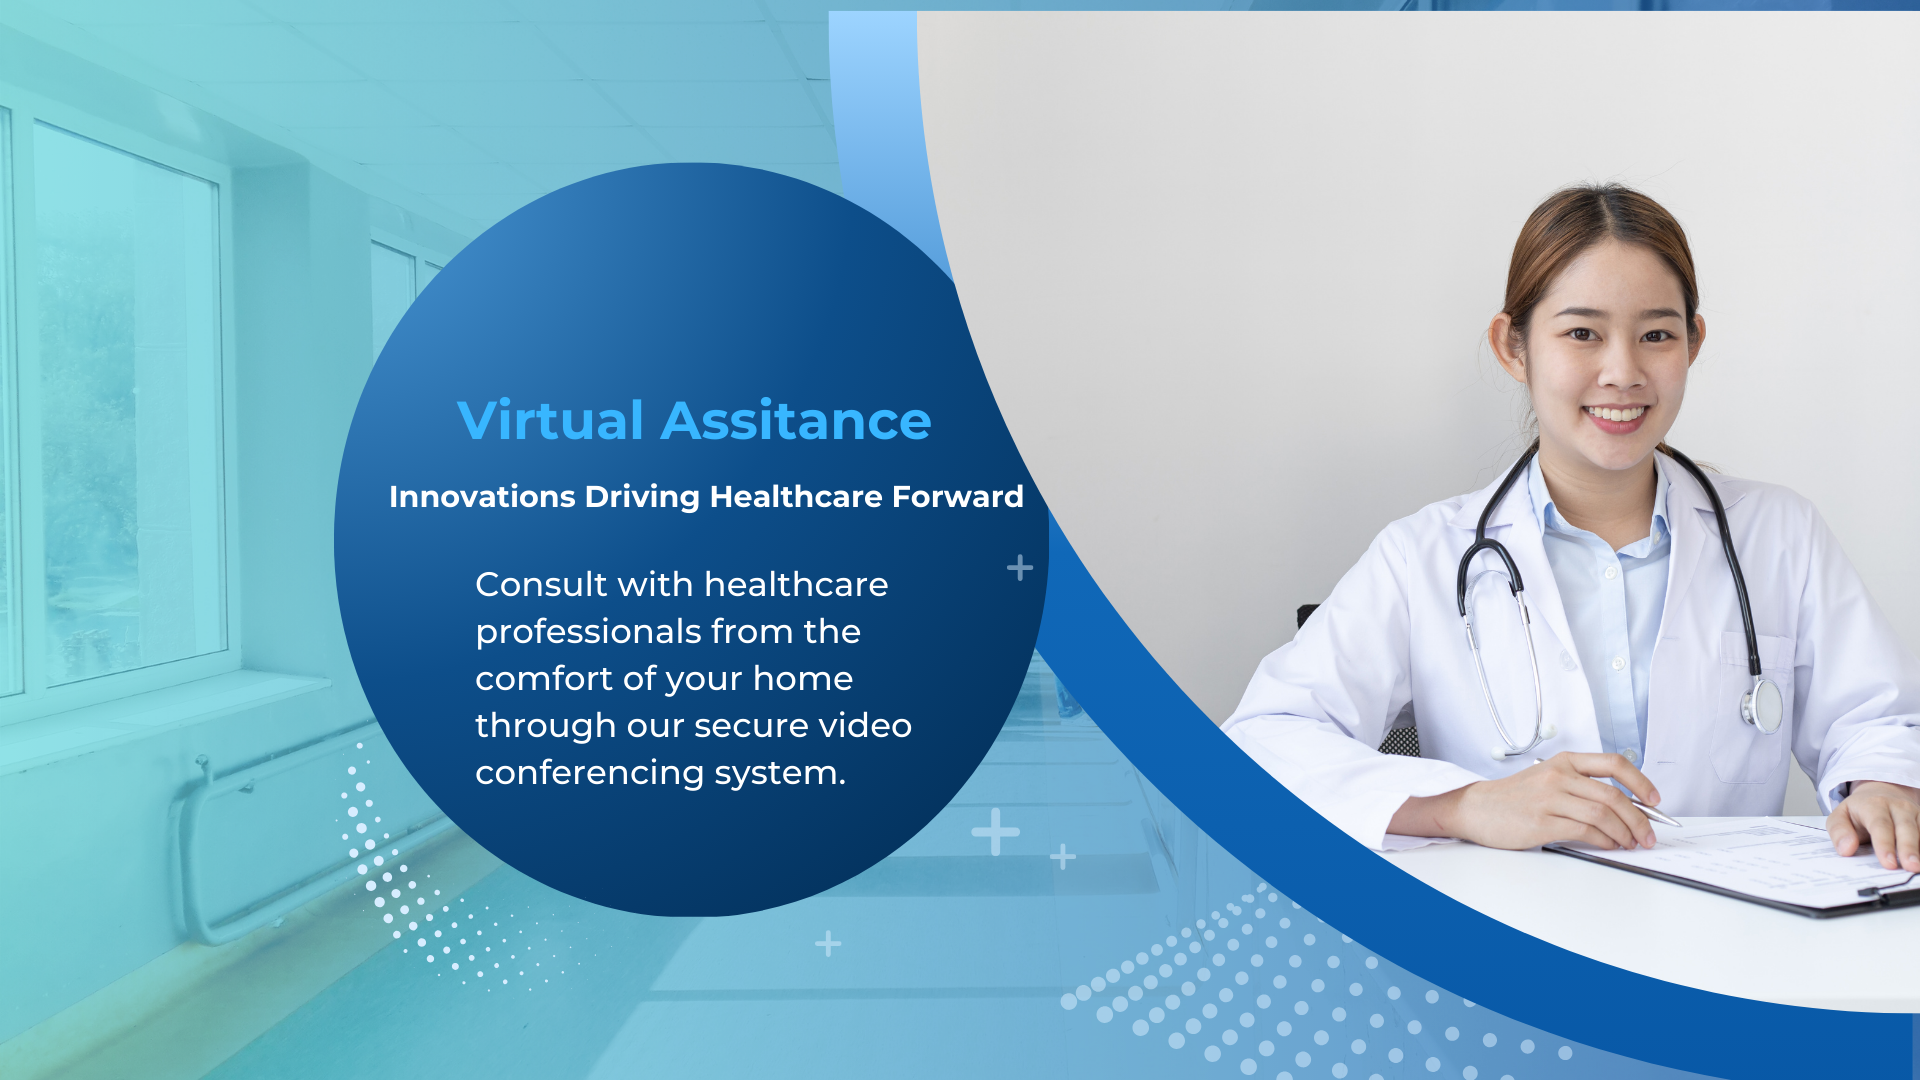 Virtual Assitance
Innovations Driving Healthcare Forward
Consult with healthcare
professionals from the
comfort of your home
through our secure video
conferencing system.